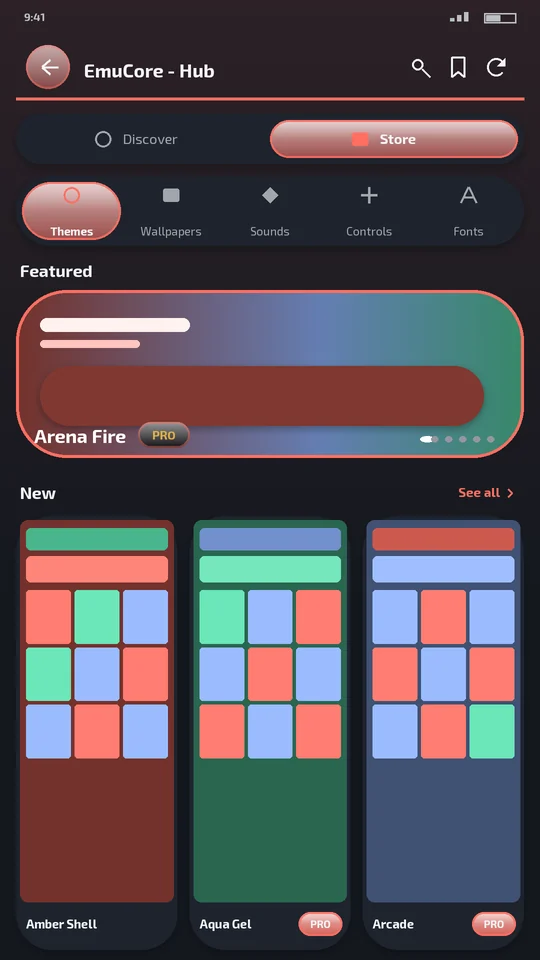 9:41
EmuCore - Hub
Discover
Store
Themes
Wallpapers
Sounds
Controls
Fonts
Featured
Arena Fire
PRO
New
See all
Amber Shell
Aqua Gel
PRO
Arcade
PRO